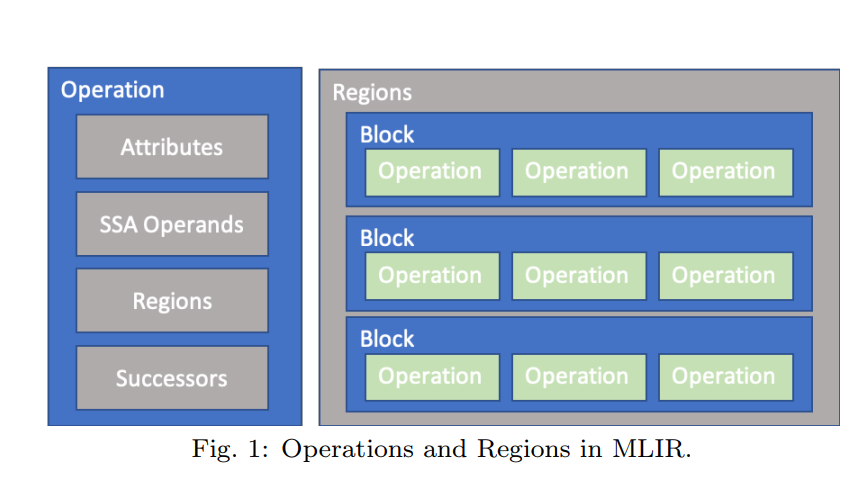 Operation
Attributes
SSA Operands
Regions
Successors
Regions
Block
Operation Operation Operation
Block
Operation Operation Operation
Block
Operation Operation Operation
Fig. 1: Operations and Regions in MLIR.